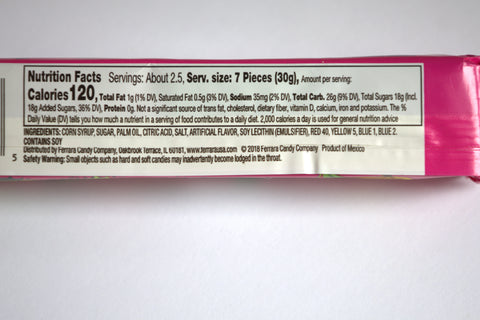 Nutrition Facts Servings: About 2.5, Serv. size: 7 Pieces (30g), Amount per serving:
Calories 120, Total Fat 1g (1% DV), Saturated Fat 0.5g (3% DV), Sodium 35mg (2% DV), Total Carb. 26g (9% DV), Total Sugars 18g (Incl.
18g Added Sugars, 36% DV), Protein 0g. Not a significant source of trans fat, cholesterol, dietary fiber, vitamin D, calcium, iron and potassium. The %
Daily Value (DV) tells you how much a nutrient in a serving of food contributes to a daily diet. 2,000 calories a day is used for general nutrition advice
INGREDIENTS: CORN SYRUP, SUGAR, PALM OIL, CITRIC ACID, SALT, ARTIFICIAL FLAVOR, SOY LECITHIN (EMULSIFIER), RED 40, YELLOW 5, BLUE 1, BLUE 2.
CONTAINS SOY
Distributed by Ferrara Candy Company, Oakbrook Terrace, IL 60181, www.ferrarausa.com ©2018 Ferrara Candy Company Product of Mexico
5 Safety Warning: Small objects such as hard and soft candies may inadvertently become lodged in the throat.